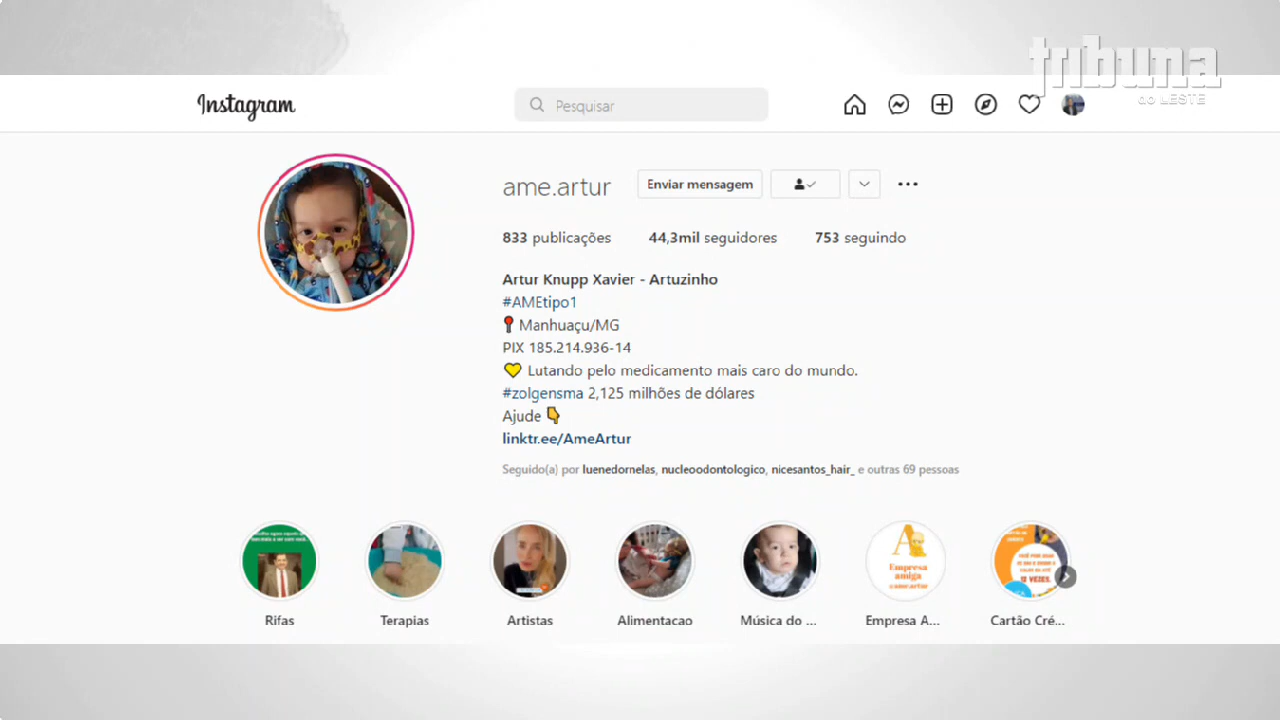 tribuna
DO LESTE
Instagram
Pesquisar
ame.artur
Enviar mensagem
833 publicações 44,3mil seguidores 753 seguindo
Artur Knupp Xavier - Artuzinho
#AMEtipo1
Manhuaçu/MG
PIX 185.214.936-14
Lutando pelo medicamento mais caro do mundo.
#zolgensma 2,125 milhões de dólares
Ajude
linktr.ee/AmeArtur
Seguido(a) por luenedornelas, nucleoodontologico, nicesantos_hair_ e outras 69 pessoas
Empresa
amiga
12 VEZES.
Rifas Terapias Artistas Alimentacao Música do ... Empresa A... Cartão Cré...